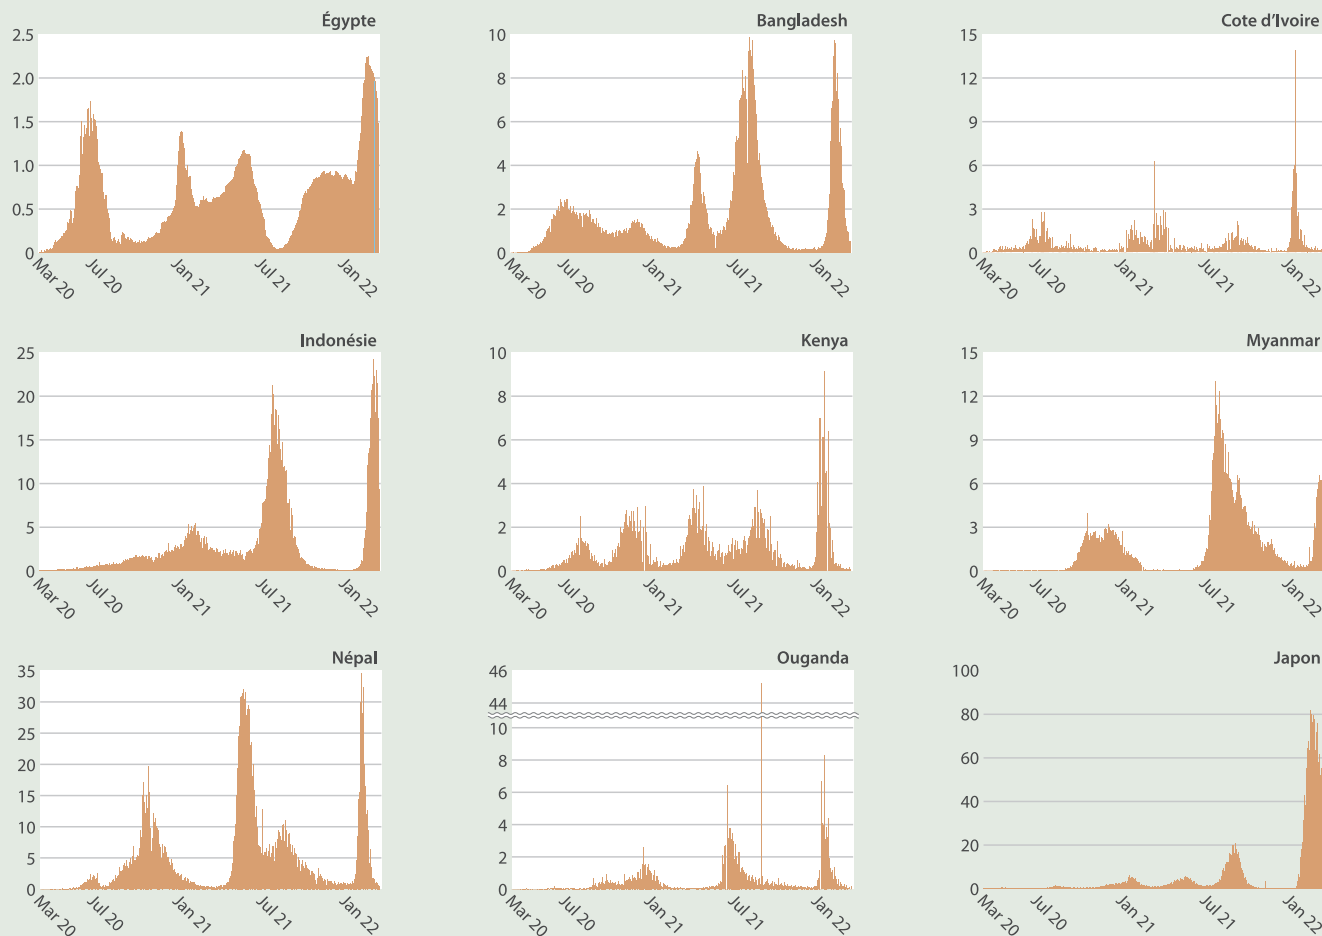 Égypte
2.5
2.0
1.5
1.0
0.5
0
Mar 20
Jul 20
Jan 21
Jul 21
Jan 22
Bangladesh
10
8
6
4
2
0
Mar 20
Jul 20
Jan 21
Jul 21
Jan 22
Cote d'Ivoire
15
12
9
6
3
0
Mar 20
Jul 20
Jan 21
Jul 21
Jan 22
Indonésie
25
20
15
10
5
0
Mar 20
Jul 20
Jan 21
Jul 21
Jan 22
Kenya
10
8
6
4
2
0
Mar 20
Jul 20
Jan 21
Jul 21
Jan 22
Myanmar
15
12
9
6
3
0
Mar 20
Jul 20
Jan 21
Jul 21
Jan 22
Népal
35
30
25
20
15
10
5
0
Mar 20
Jul 20
Jan 21
Jul 21
Jan 22
Ouganda
46
44
10
8
6
4
2
0
Mar 20
Jul 20
Jan 21
Jul 21
Jan 22
Japon
100
80
60
40
20
0
Mar 20
Jul 20
Jan 21
Jul 21
Jan 22